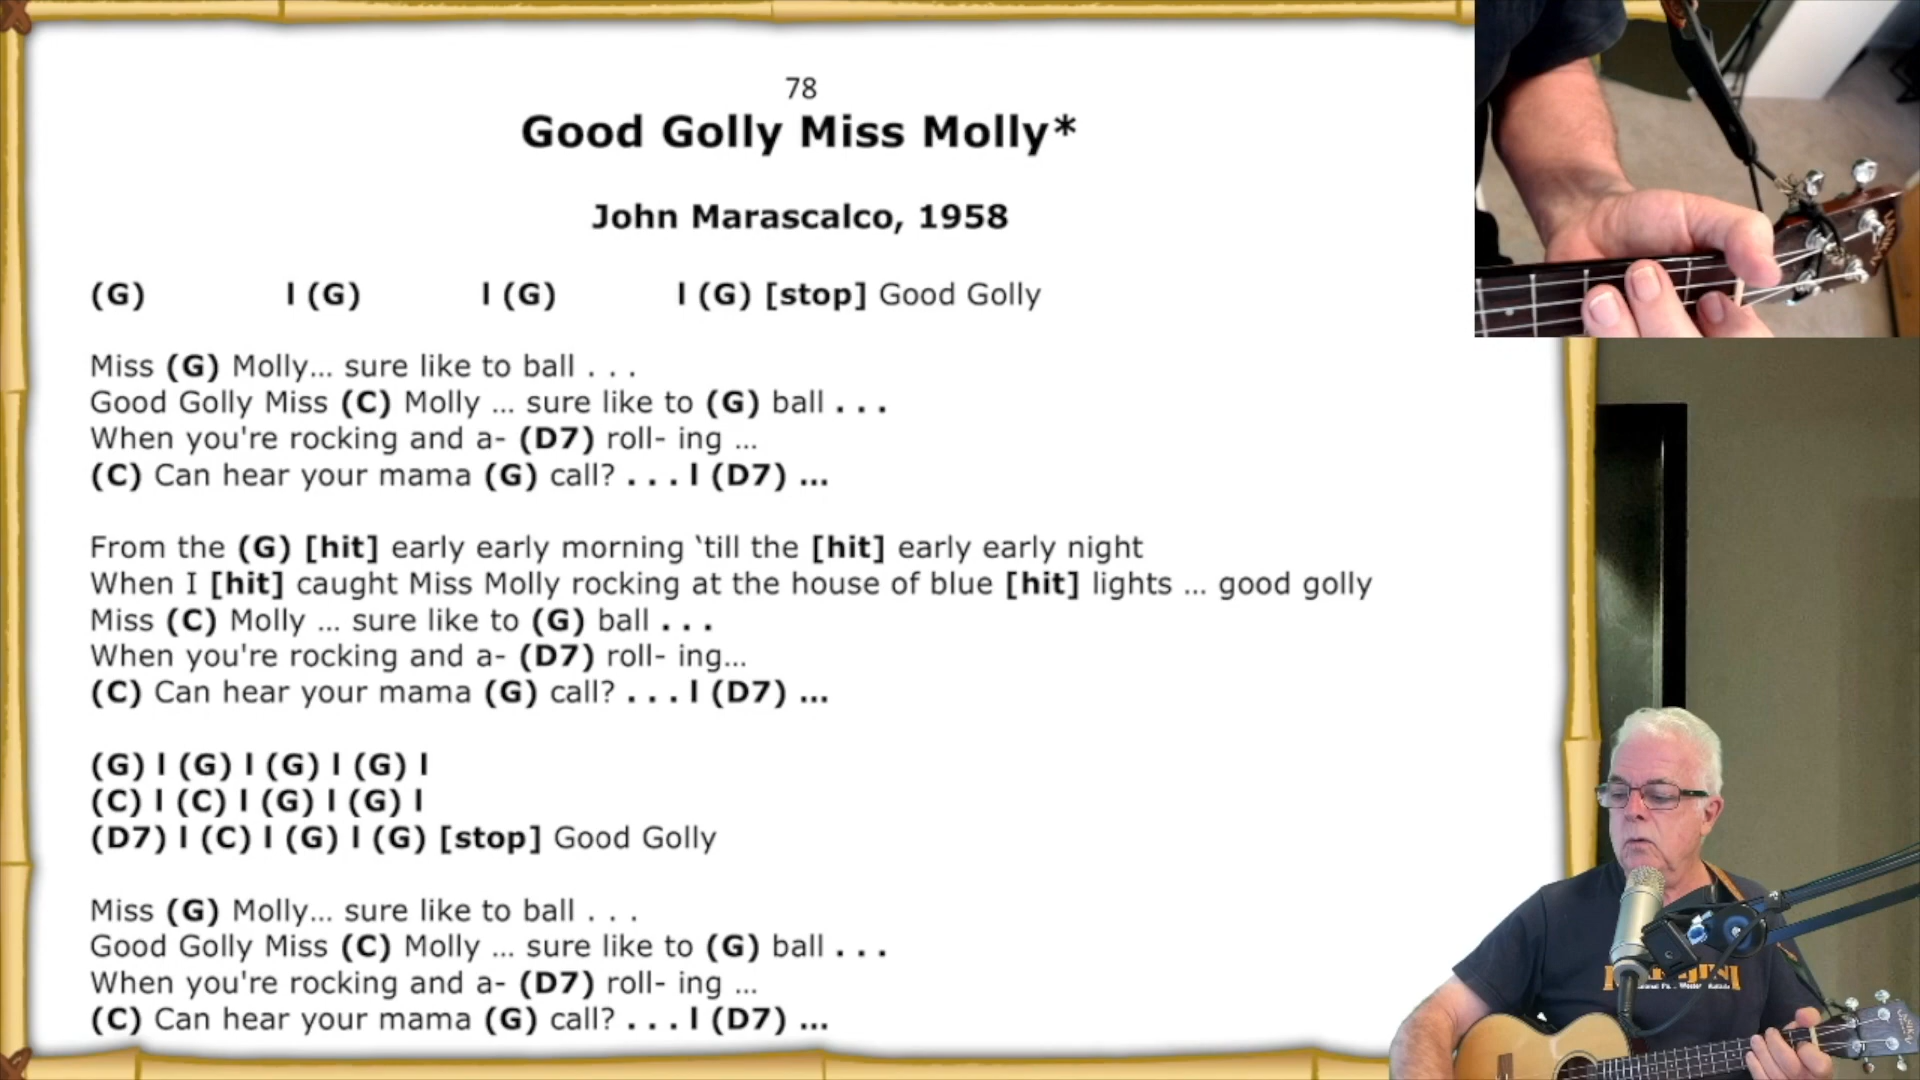 78
Good Golly Miss Molly*
John Marascalco, 1958
(G) l (G) l (G) l (G) [stop] Good Golly
Miss (G) Molly... sure like to ball . . .
Good Golly Miss (C) Molly ... sure like to (G) ball . . .
When you're rocking and a- (D7) roll- ing ...
(C) Can hear your mama (G) call? . . . l (D7) ...
From the (G) [hit] early early morning ‘till the [hit] early early night
When I [hit] caught Miss Molly rocking at the house of blue [hit] lights ... good golly
Miss (C) Molly ... sure like to (G) ball . . .
When you're rocking and a- (D7) roll- ing...
(C) Can hear your mama (G) call? . . . l (D7) ...
(G) l (G) l (G) l (G) l
(C) l (C) l (G) l (G) l
(D7) l (C) l (G) l (G) [stop] Good Golly
Miss (G) Molly... sure like to ball . . .
Good Golly Miss (C) Molly ... sure like to (G) ball . . .
When you're rocking and a- (D7) roll- ing ...
(C) Can hear your mama (G) call? . . . l (D7) ...